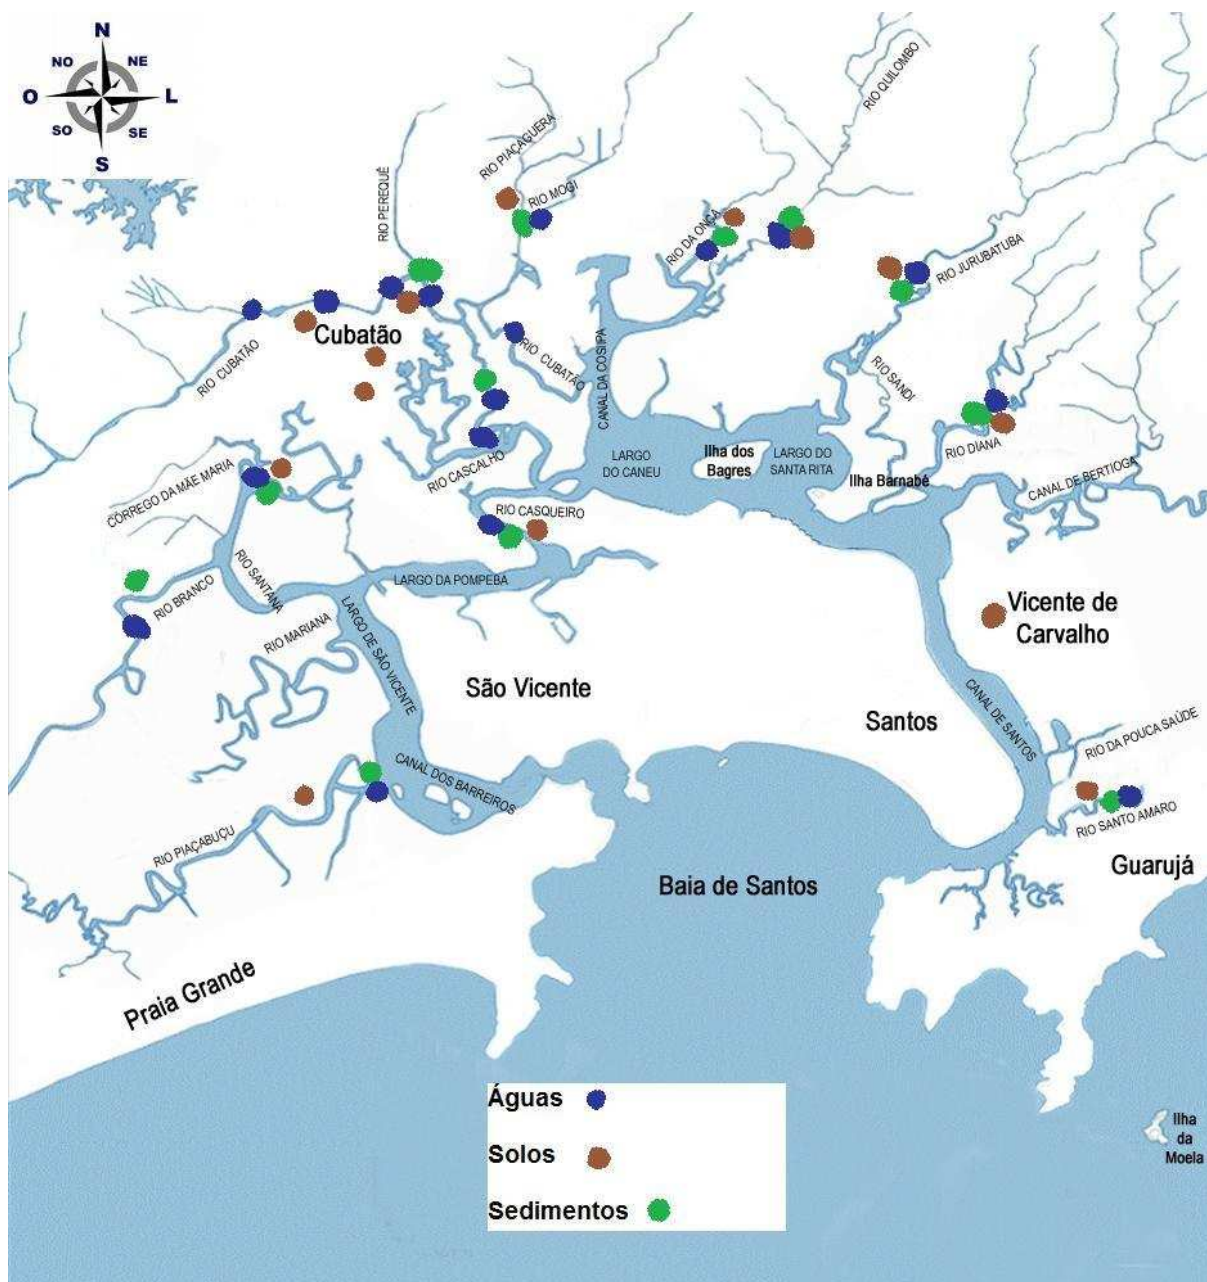 N
NO
NE
O
L
SO
SE
S
RIO QUILOMBO
RIO PIAÇAGUERA
RIO MOGI
RIO PEREQUÊ
RIO DA ONÇA
RIO JURUBATUBA
Cubatão
RIO CUBATÃO
RIO CUBATÃO
CANAL DA COSIPA
RIO SANDI
RIO DIANA
CÓRREGO DA MÃE MARIA
RIO CASCALHO
LARGO
DO CANEU
Ilha dos
Bagres
LARGO DO
SANTA RITA
Ilha Barnabé
CANAL DE BERTIOGA
RIO CASQUEIRO
RIO BRANCO
RIO SANTANA
LARGO DA POMPEBA
RIO MARIANA
LARGO DE SÃO VICENTE
Vicente de
Carvalho
São Vicente
Santos
CANAL DE SANTOS
RIO DA POUCA SAÚDE
CANAL DOS BARREIROS
RIO PIAÇABUÇU
RIO SANTO AMARO
Guarujá
Baia de Santos
Praia Grande
Águas
Solos
Sedimentos
Ilha
da
Moela